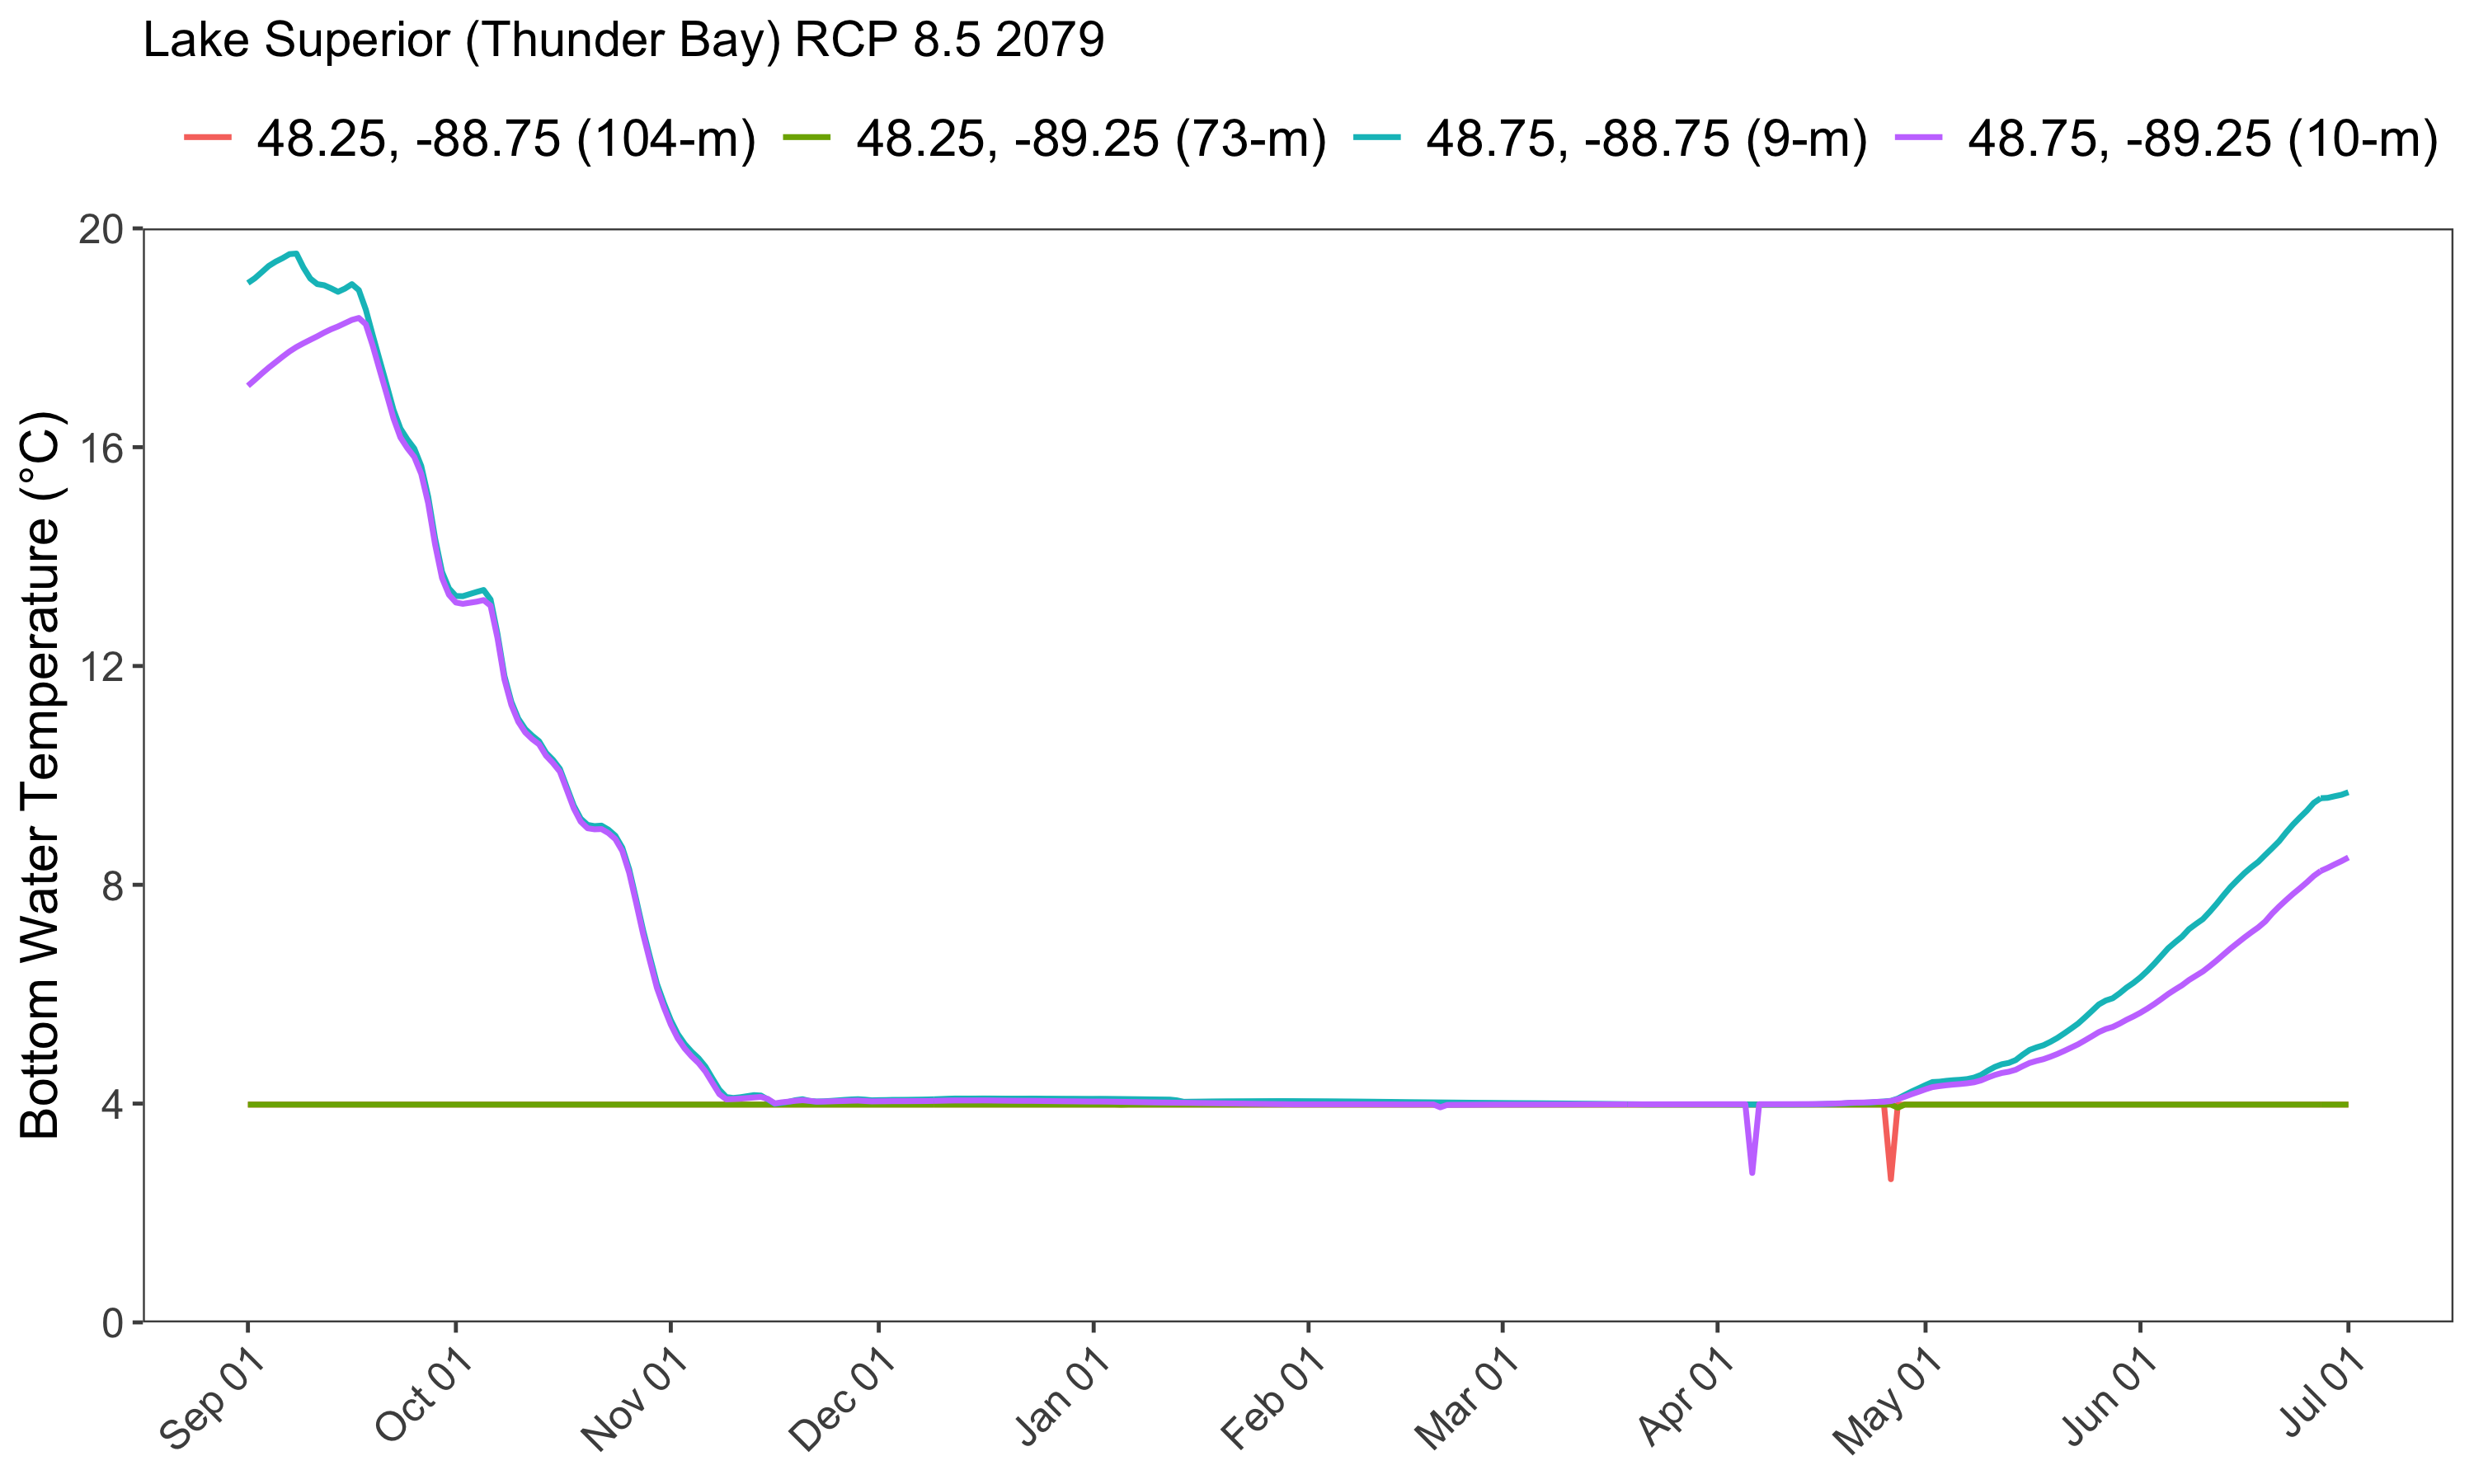 Lake Superior (Thunder Bay) RCP 8.5 2079
48.25, -88.75 (104-m) 48.25, -89.25 (73-m) 48.75, -88.75 (9-m) 48.75, -89.25 (10-m)
Bottom Water Temperature (°C)
20
16
12
8
4
0
Sep 01 Oct 01 Nov 01 Dec 01 Jan 01 Feb 01 Mar 01 Apr 01 May 01 Jun 01 Jul 01